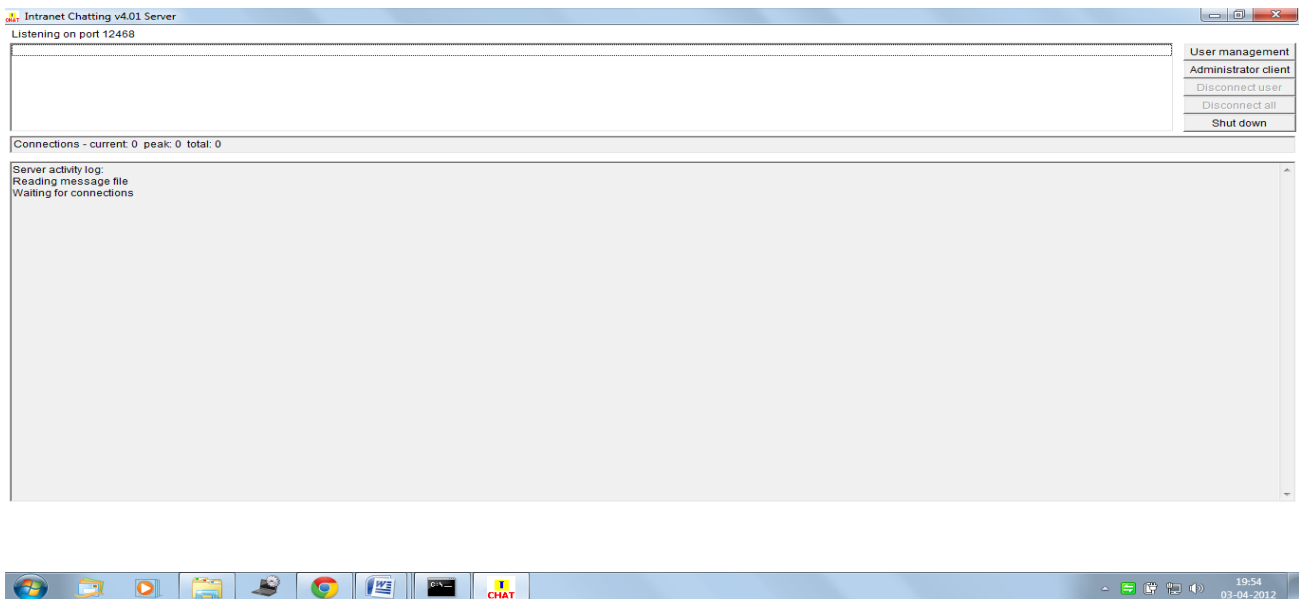 I
CHAT
Intranet Chatting v4.01 Server
Listening on port 12468
User management
Administrator client
Disconnect user
Disconnect all
Shut down
Connections - current: 0 peak: 0 total: 0
Server activity log:
Reading message file
Waiting for connections
W
C:\_
I
CHAT
19:54
03-04-2012